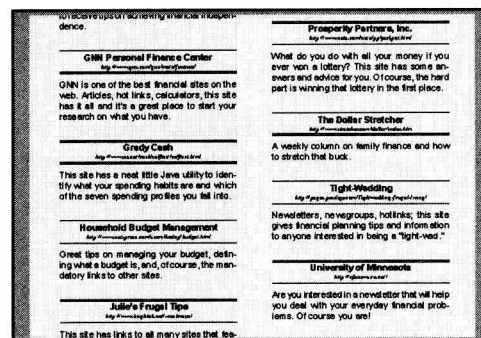 to receive tips on achieving financial indepen-
dence.
GNN Personal Finance Center
GNN is one of the best financial sites on the
web. Articles, hot links, calculators, this site
has it all and it's a great place to start your
research on what you have.
Gredy Cash
This site has a neat little Java utility to iden-
tify what your spending habits are and which
of the seven spending profiles you fall into.
Household Budget Management
Great tips on managing your budget, defin-
ing what a budget is, and, of course, the man-
datory links to other sites.
Julie's Frugal Tips
This site has links to all many sites that fea-
Prosperity Partners, Inc.
What do you do with all your money if you
ever won a lottery? This site has some an-
swers and advice for you. Of course, the hard
part is winning that lottery in the first place.
The Dollar Stretcher
A weekly column on family finance and how
to stretch that buck.
Tight-Wadding
Newsletters, newsgroups, hotlinks; this site
gives financial planning tips and information
to anyone interested in being a "tight-wad."
University of Minnesota
Are you interested in a newsletter that will help
you deal with your everyday financial prob-
lems. Of course you are!